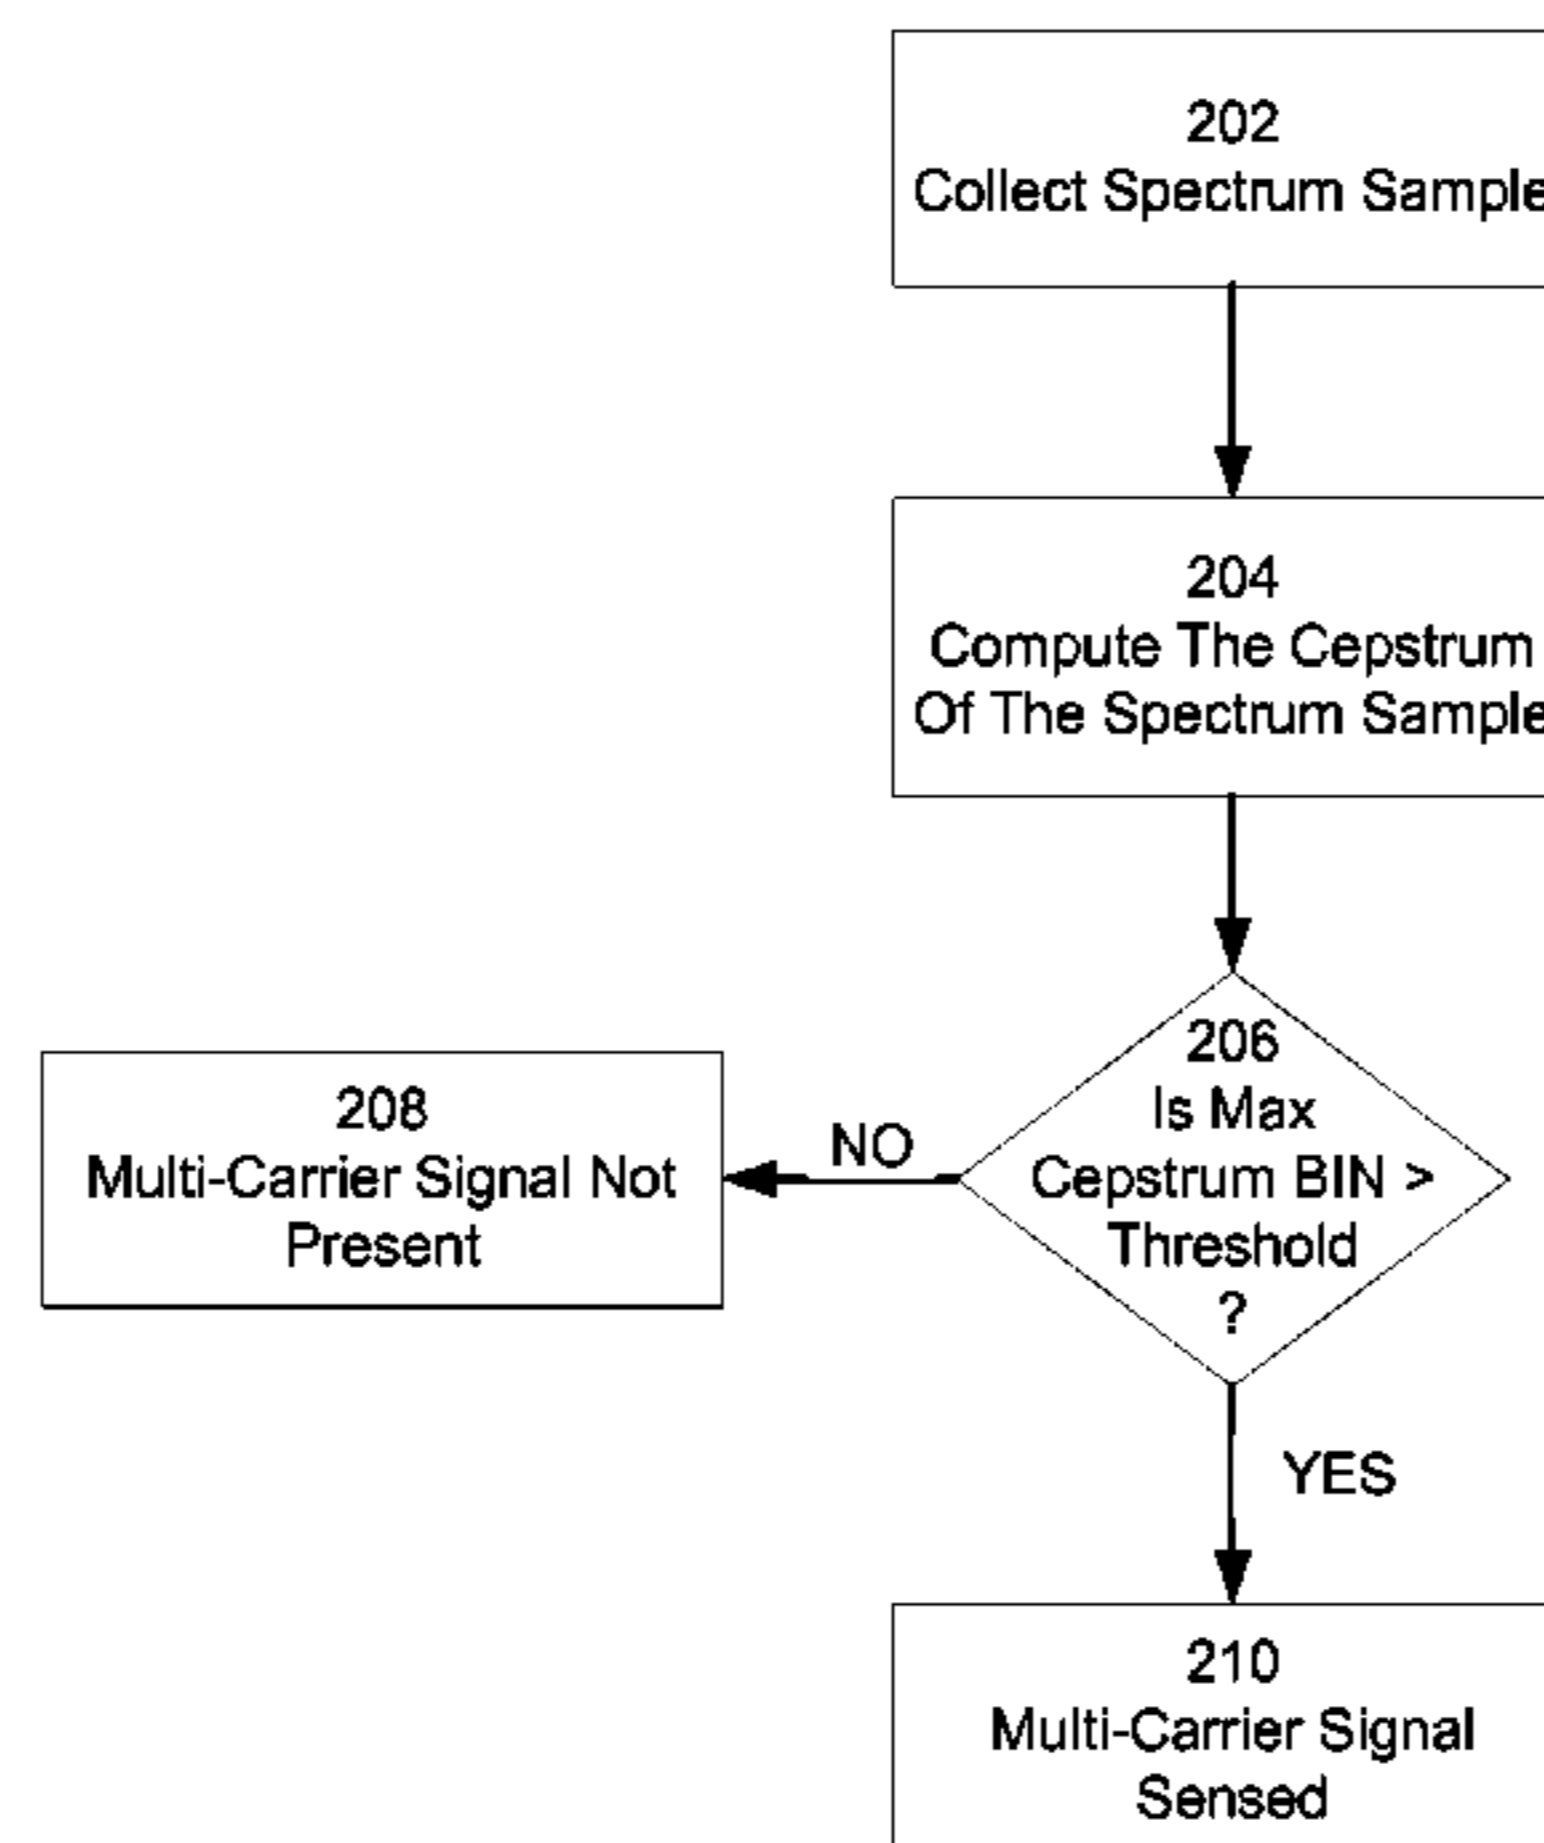 202
Collect Spectrum Sample
204
Compute The Cepstrum
Of The Spectrum Sample
206
Is Max
Cepstrum BIN >
Threshold
?
NO
208
Multi-Carrier Signal Not
Present
YES
210
Multi-Carrier Signal
Sensed